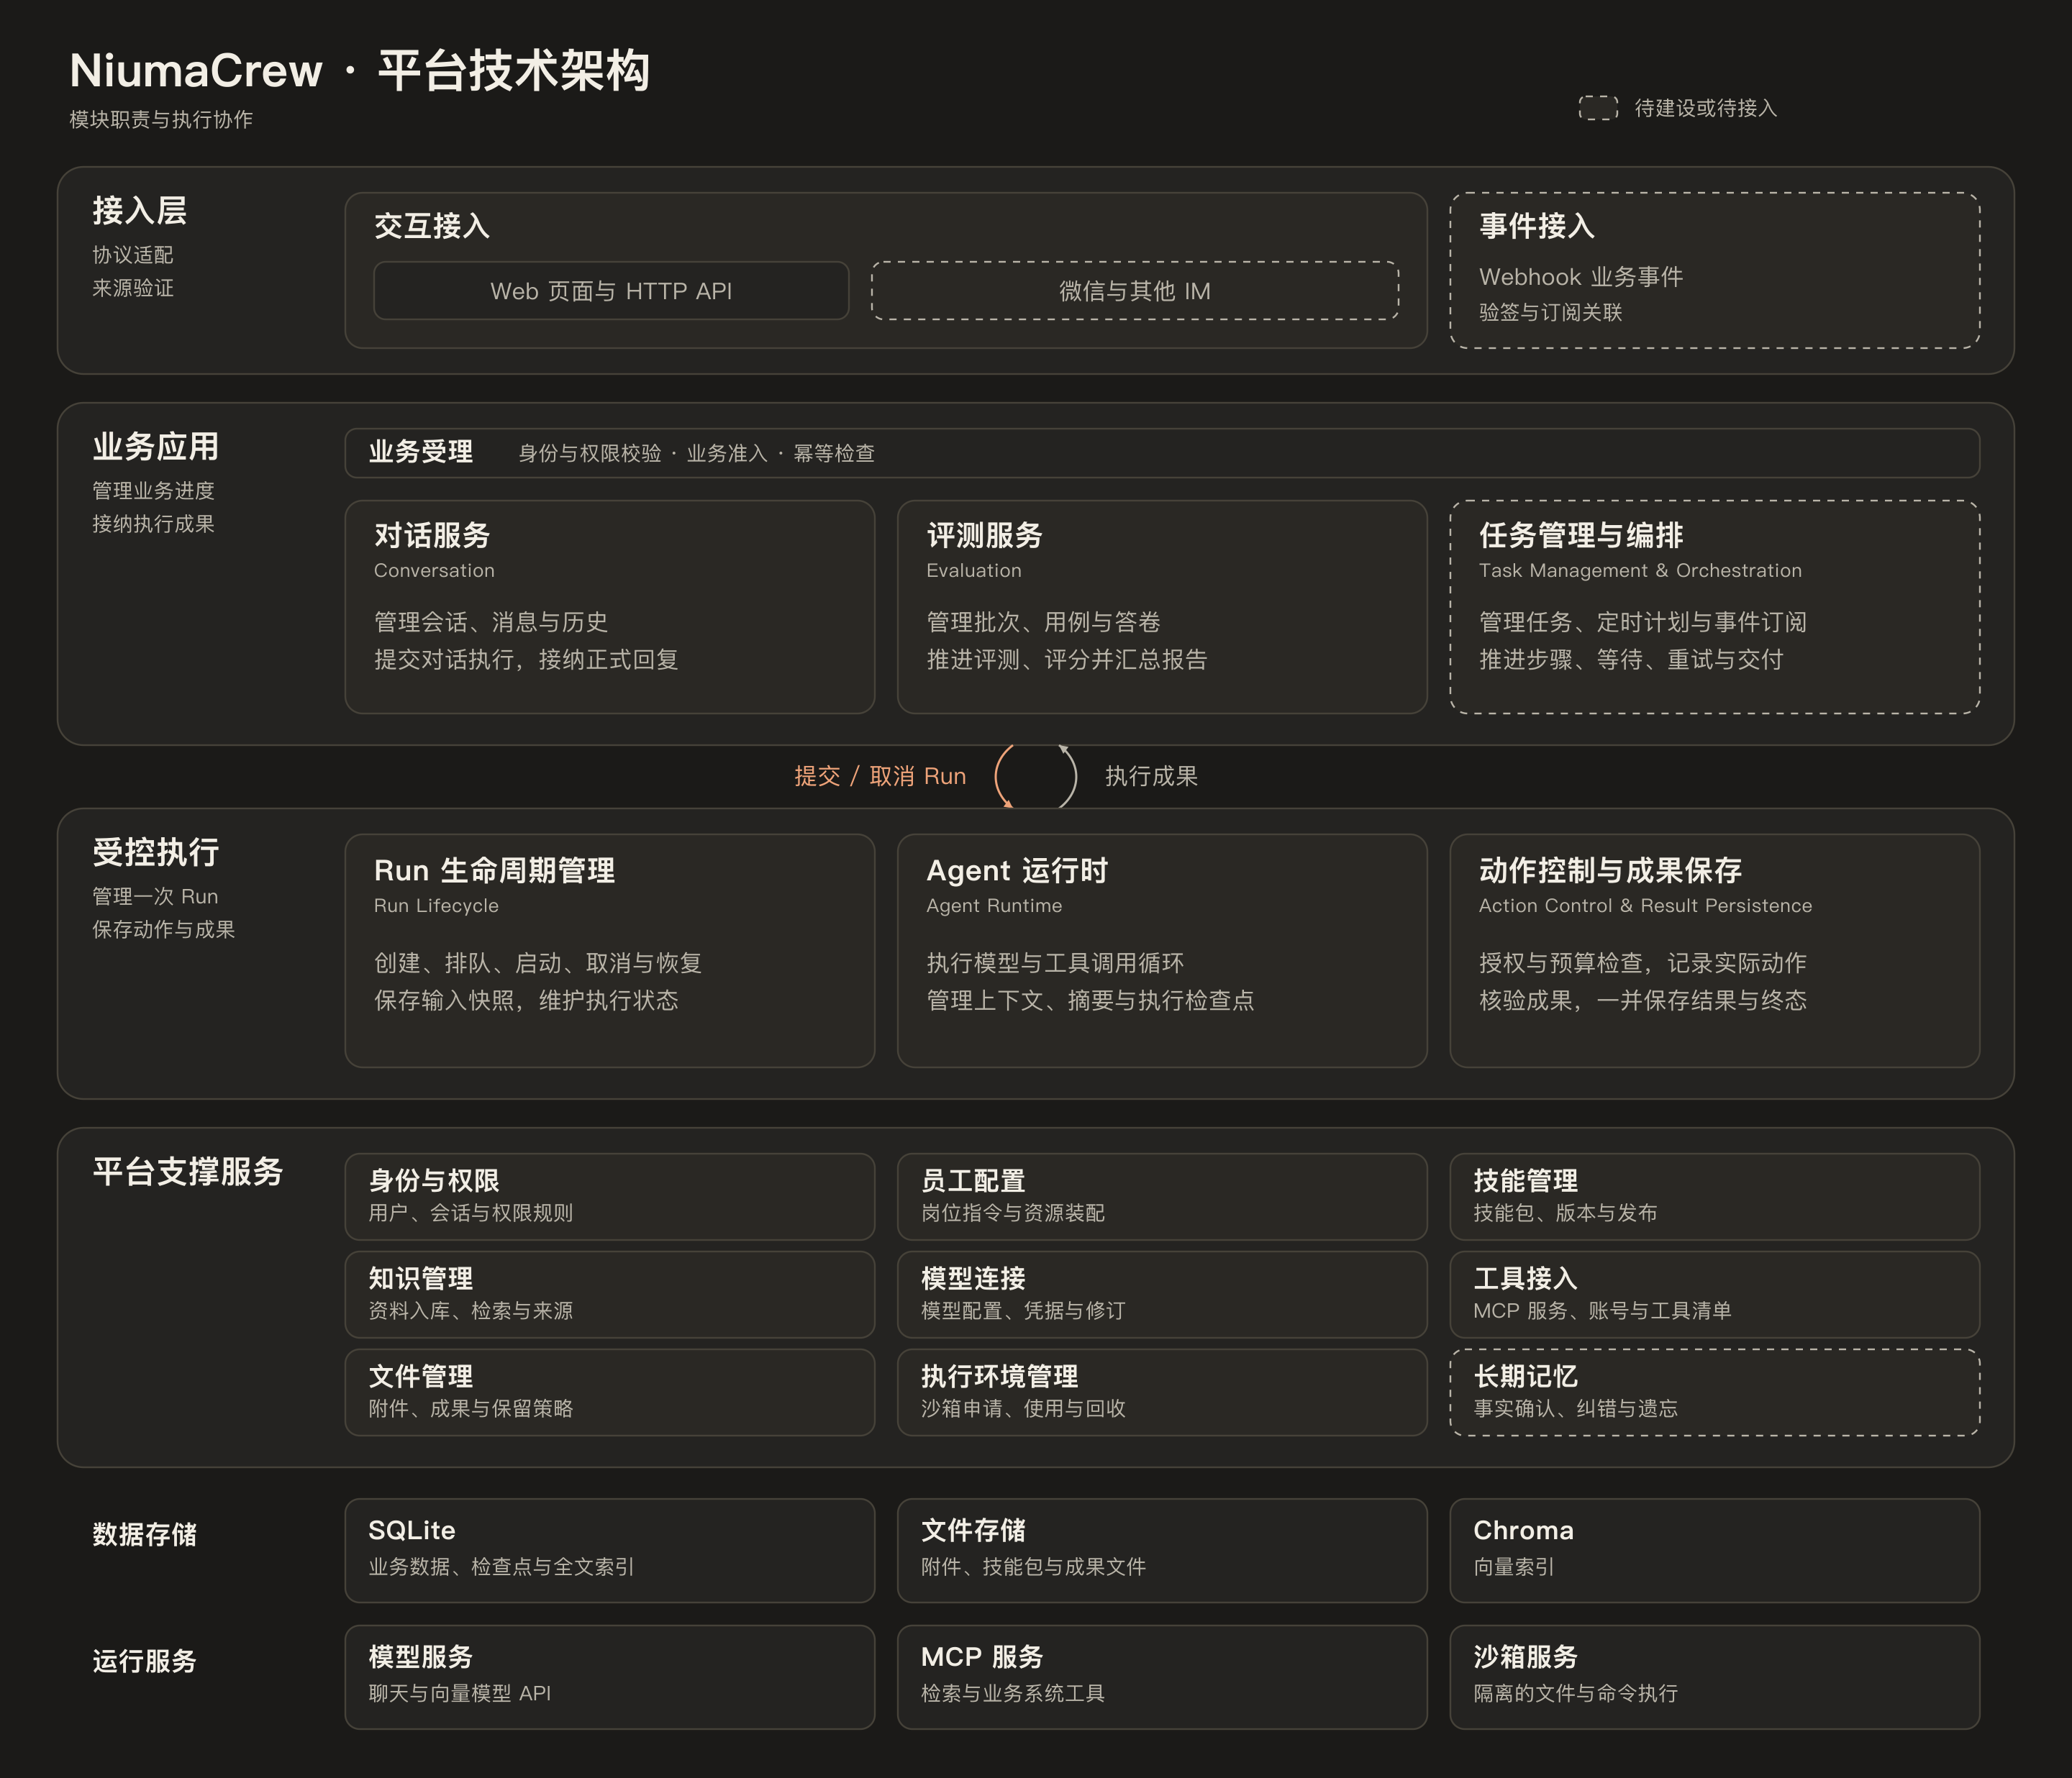 NiumaCrew · 平台技术架构
模块职责与执行协作
待建设或待接入
接入层
协议适配
来源验证
交互接入
Web 页面与 HTTP API
微信与其他 IM
事件接入
Webhook 业务事件
验签与订阅关联
业务应用
管理业务进度
接纳执行成果
业务受理
身份与权限校验 · 业务准入 · 幂等检查
对话服务
Conversation
管理会话、消息与历史
提交对话执行，接纳正式回复
评测服务
Evaluation
管理批次、用例与答卷
推进评测、评分并汇总报告
任务管理与编排
Task Management & Orchestration
管理任务、定时计划与事件订阅
推进步骤、等待、重试与交付
提交 / 取消 Run
执行成果
受控执行
管理一次 Run
保存动作与成果
Run 生命周期管理
Run Lifecycle
创建、排队、启动、取消与恢复
保存输入快照，维护执行状态
Agent 运行时
Agent Runtime
执行模型与工具调用循环
管理上下文、摘要与执行检查点
动作控制与成果保存
Action Control & Result Persistence
授权与预算检查，记录实际动作
核验成果，一并保存结果与终态
平台支撑服务
身份与权限
用户、会话与权限规则
员工配置
岗位指令与资源装配
技能管理
技能包、版本与发布
知识管理
资料入库、检索与来源
模型连接
模型配置、凭据与修订
工具接入
MCP 服务、账号与工具清单
文件管理
附件、成果与保留策略
执行环境管理
沙箱申请、使用与回收
长期记忆
事实确认、纠错与遗忘
数据存储
SQLite
业务数据、检查点与全文索引
文件存储
附件、技能包与成果文件
Chroma
向量索引
运行服务
模型服务
聊天与向量模型 API
MCP 服务
检索与业务系统工具
沙箱服务
隔离的文件与命令执行